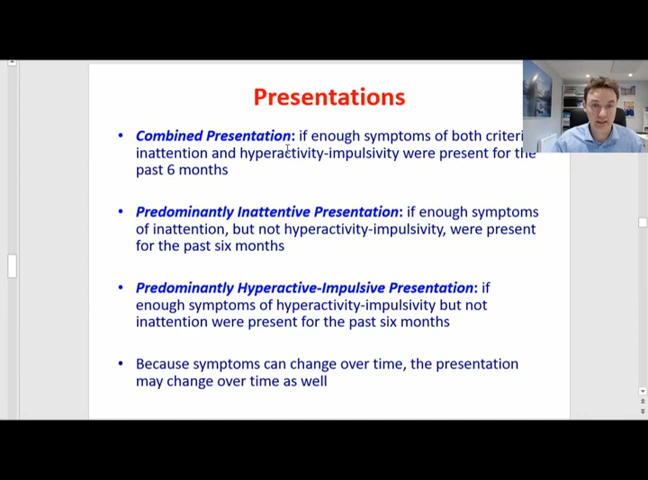 Presentations
• Combined Presentation: if enough symptoms of both criteri
inattention and hyperactivity-impulsivity were present for the
past 6 months
• Predominantly Inattentive Presentation: if enough symptoms
of inattention, but not hyperactivity-impulsivity, were present
for the past six months
• Predominantly Hyperactive-Impulsive Presentation: if
enough symptoms of hyperactivity-impulsivity but not
inattention were present for the past six months
• Because symptoms can change over time, the presentation
may change over time as well